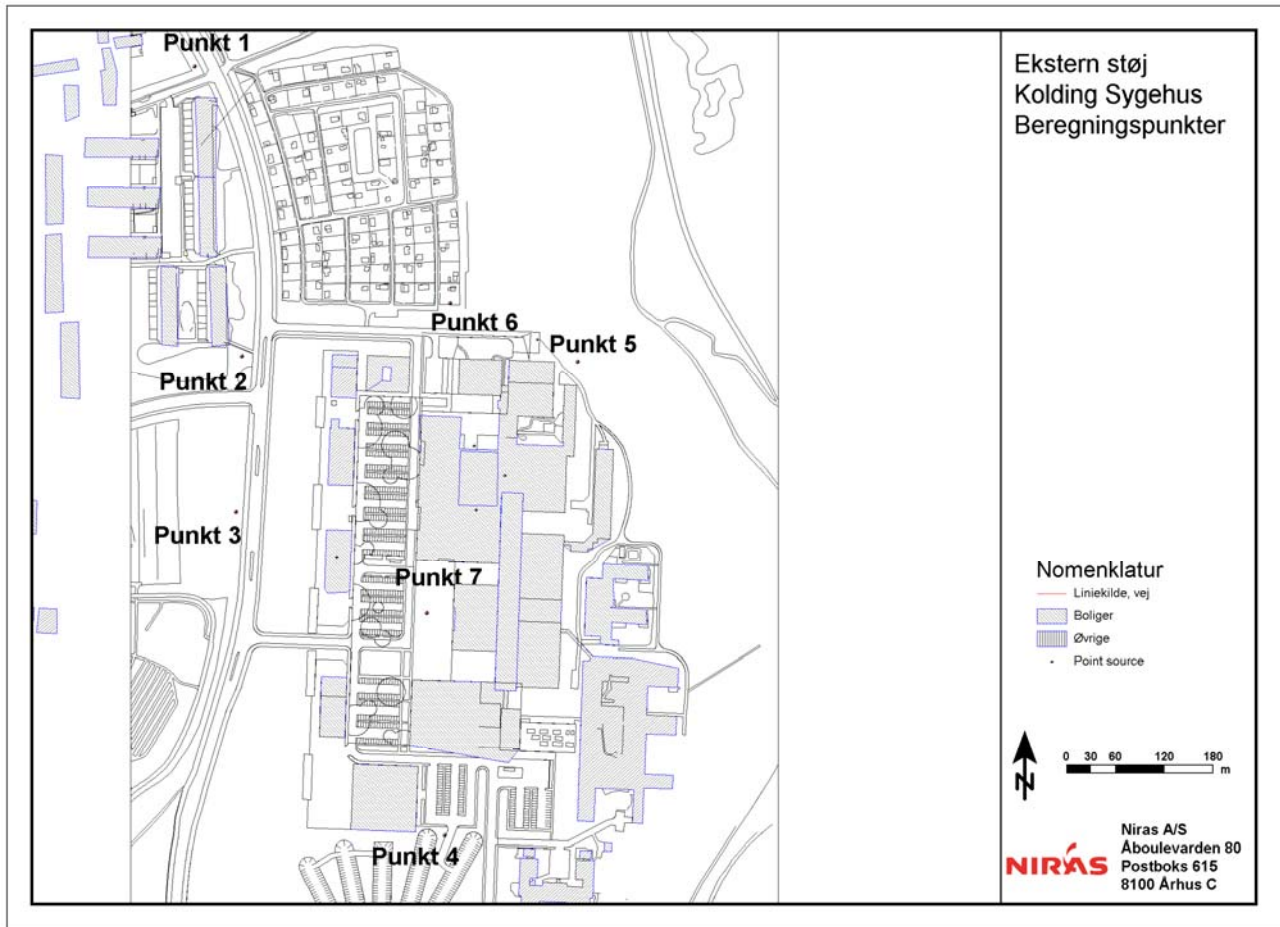 Punkt 1
Punkt 6
Punkt 5
Punkt 2
Punkt 3
Punkt 7
Punkt 4
Ekstern støj
Kolding Sygehus
Beregningspunkter
Nomenklatur
Liniekilde, vej
Boliger
Øvrige
Point source
N
0 30 60 120 180
m
NIRAS
Niras A/S
Åboulevarden 80
Postboks 615
8100 Århus C